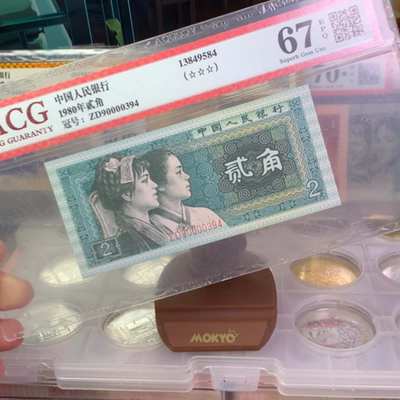 ACG
GUARANTY
中国人民银行
1980年贰角
冠号：ZD90000394
13849584
(☆☆☆)
67
EPQ
Superb Gem Unc
70
中国人民银行
贰角
ZD90000394
2
2
MOKYO